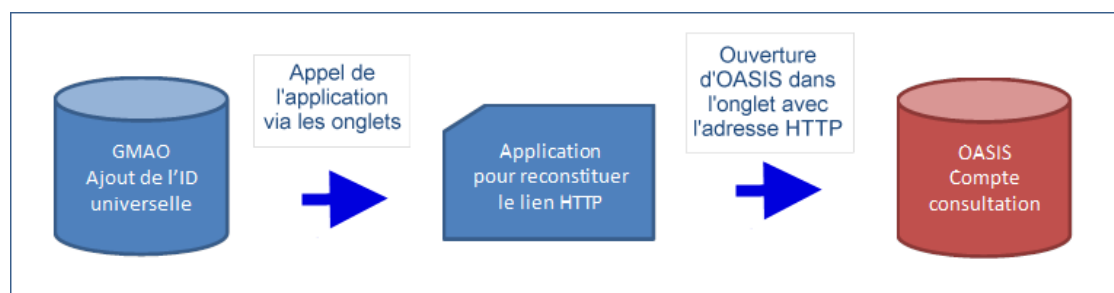 GMAO
Ajout de l'ID
universelle
Appel de
l'application
via les onglets
Application
pour reconstituer
le lien HTTP
Ouverture
d'OASIS dans
l'onglet avec
l'adresse HTTP
OASIS
Compte
consultation